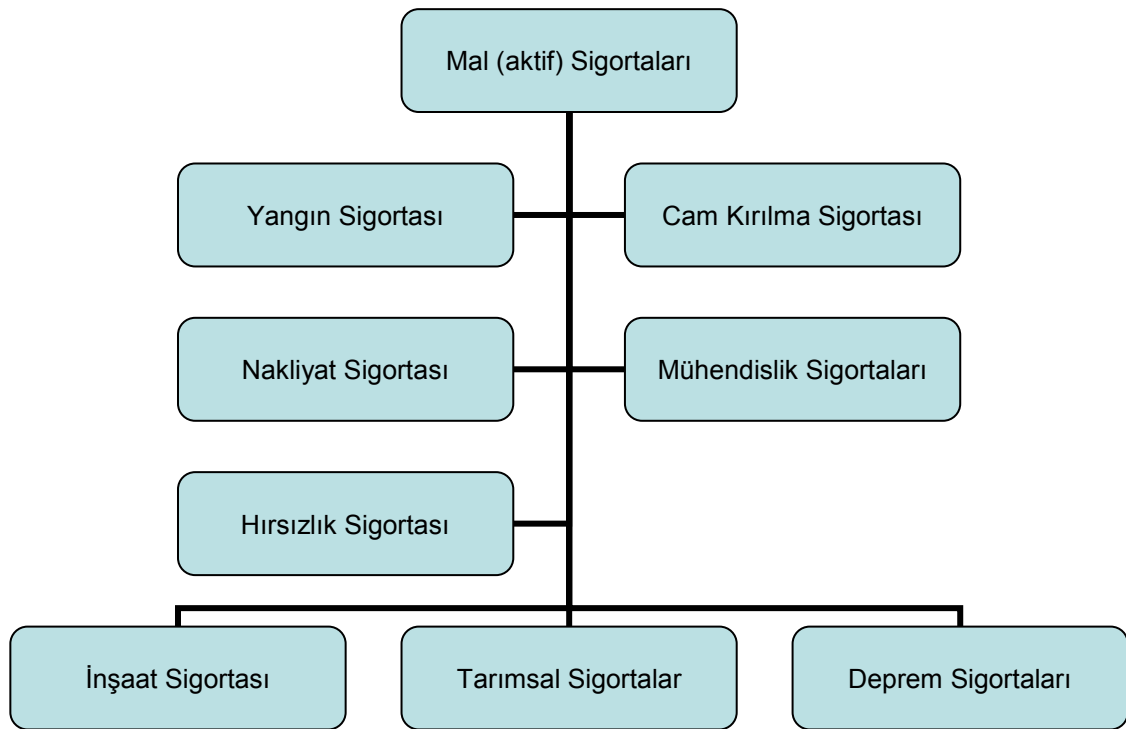 Mal (aktif) Sigortaları
Yangın Sigortası
Cam Kırılma Sigortası
Nakliyat Sigortası
Mühendislik Sigortaları
Hırsızlık Sigortası
İnşaat Sigortası
Tarımsal Sigortalar
Deprem Sigortaları